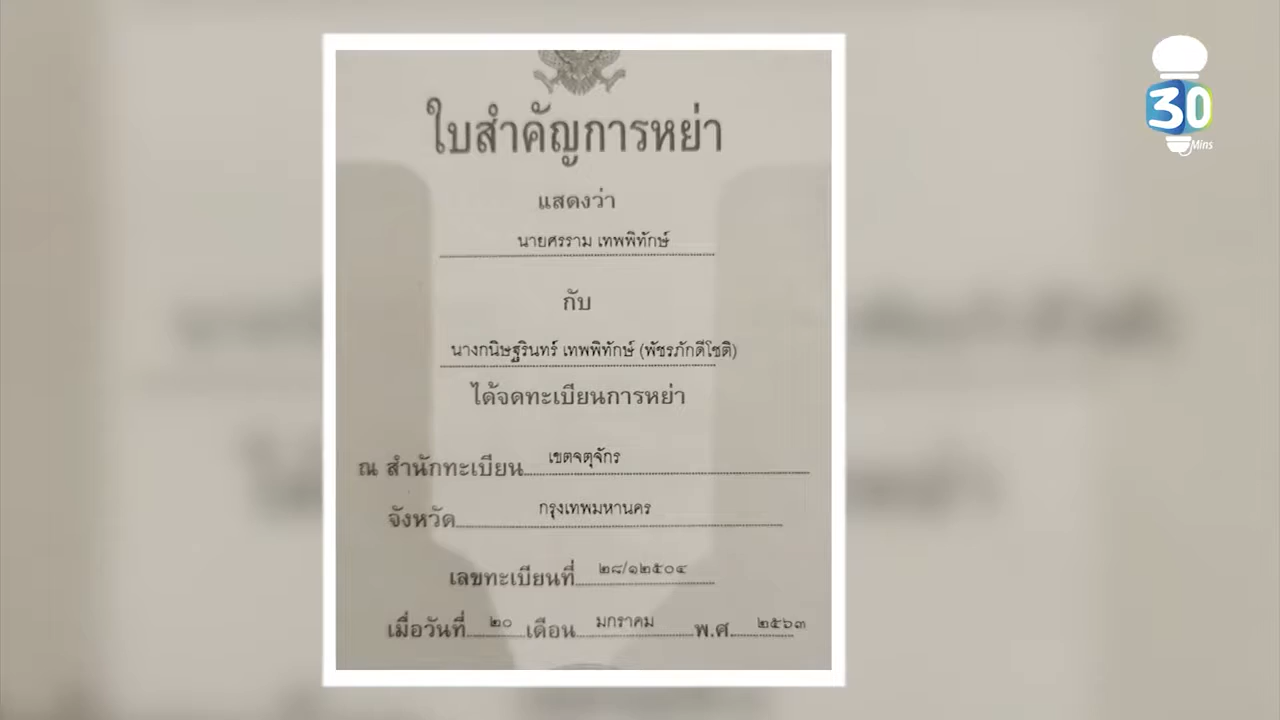 30
Mins
ใบสำคัญการหย่า
แสดงว่า
นายศรราม เทพพิทักษ์
กับ
นางกนิษฐรินทร์ เทพพิทักษ์ (พัชรภักดีโชติ)
ได้จดทะเบียนการหย่า
ณ สำนักทะเบียน เขตจตุจักร
จังหวัด กรุงเทพมหานคร
เลขทะเบียนที่ ๒๘/๑๒๕๐๔
เมื่อวันที่ ๒๐ เดือน มกราคม พ.ศ. ๒๕๖๓